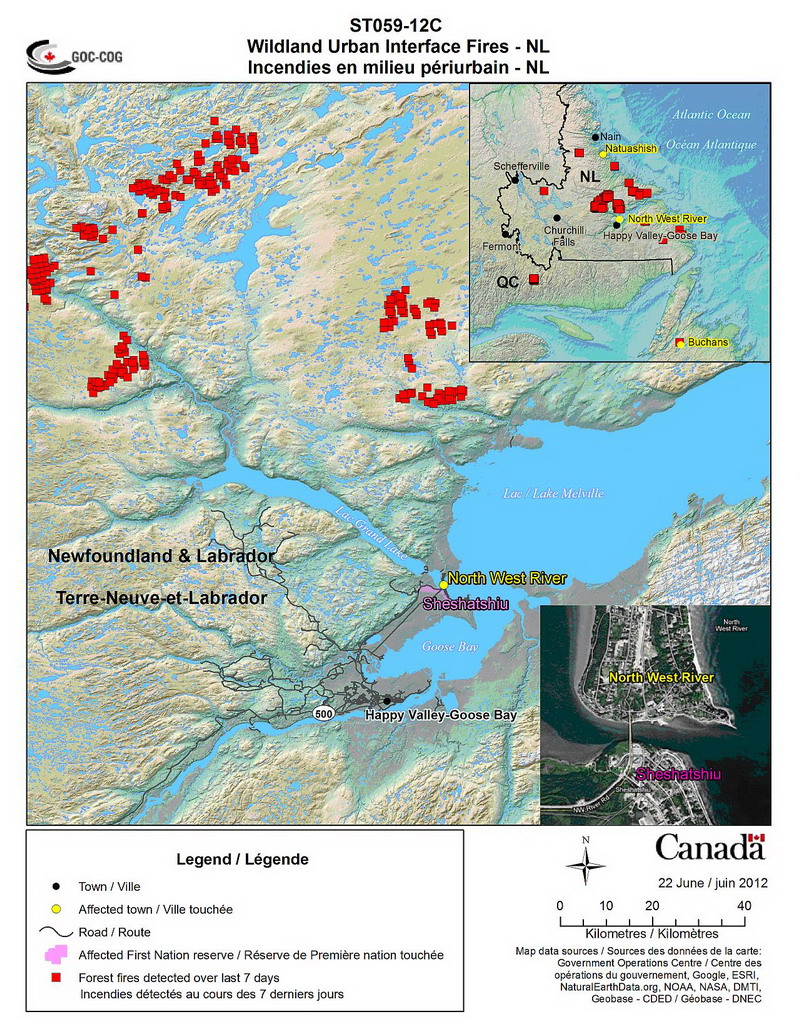 ST059-12C
Wildland Urban Interface Fires - NL
Incendies en milieu périurbain - NL
GOC-COG
Atlantic Ocean
Océan Atlantique
Nain
Natuashish
Schefferville
NL
North West River
Churchill
Falls
Happy Valley-Goose Bay
Fermont
QC
Buchans
Lac / Lake Melville
Lac Grand Lake
Newfoundland & Labrador
Terre-Neuve-et-Labrador
North West River
Sheshatshiu
Goose Bay
500
Happy Valley-Goose Bay
North
West River
North West River
Sheshatshiu
Sheshatshiu
NW River Rd
Legend / Légende
Town / Ville
Affected town / Ville touchée
Road / Route
Affected First Nation reserve / Réserve de Première nation touchée
Forest fires detected over last 7 days
Incendies détectés au cours des 7 derniers jours
N
Canada
22 June / juin 2012
0 10 20 40
Kilometres / Kilomètres
Map data sources / Sources des données de la carte:
Government Operations Centre / Centre des
opérations du gouvernement, Google, ESRI,
NaturalEarthData.org, NOAA, NASA, DMTI,
Geobase - CDED / Géobase - DNEC